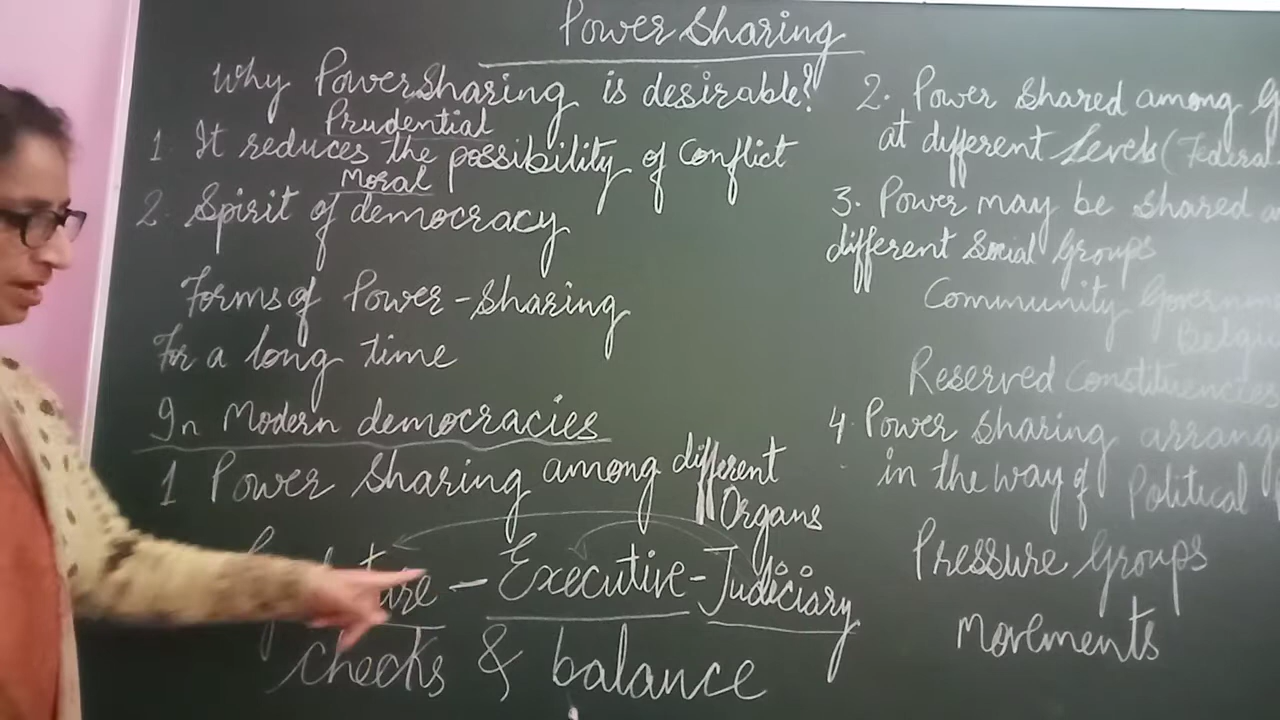 Power Sharing
Why Power sharing is desirable?
Prudential
1. It reduces the possibility of Conflict
Moral
2. Spirit of democracy
Forms of Power-Sharing
For a long time
In Modern democracies
1 Power Sharing among different
Organs
- Executive - Judiciary
checks & balance
2. Power Shared among
at different Levels (Federal
3. Power may be shared
different Social Groups
Community
Reserved Constituencies
4. Power Sharing
in the way of Political
Pressure Groups
Movements